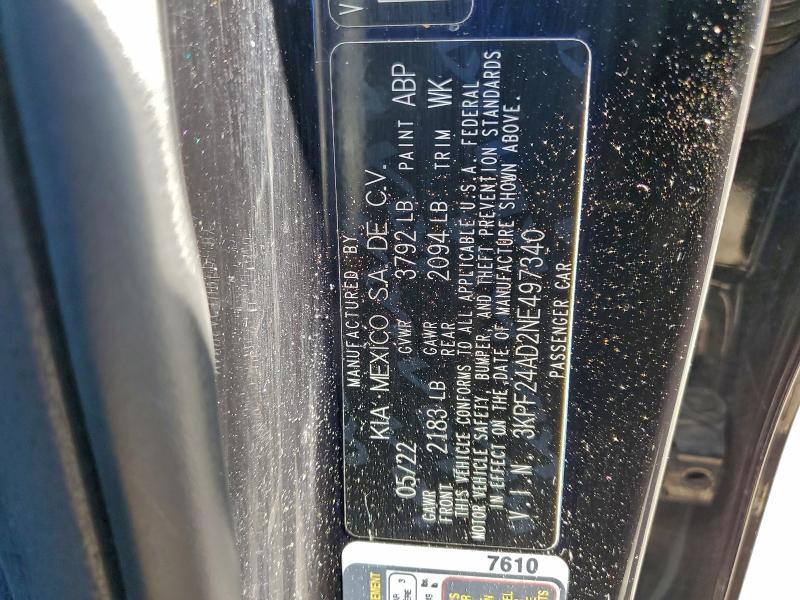 MANUFACTURED BY
KIA MEXICO S.A. DE C.V.
05/22 GVWR 3792 LB PAINT ABP
GAWR FRONT 2183 LB GAWR REAR 2094 LB TRIM WK
THIS VEHICLE CONFORMS TO ALL APPLICABLE U.S.A. FEDERAL
MOTOR VEHICLE SAFETY, BUMPER, AND THEFT PREVENTION STANDARDS
IN EFFECT ON THE DATE OF MANUFACTURE SHOWN ABOVE.
V.I.N. 3KPF24AD2NE497340
PASSENGER CAR
7610